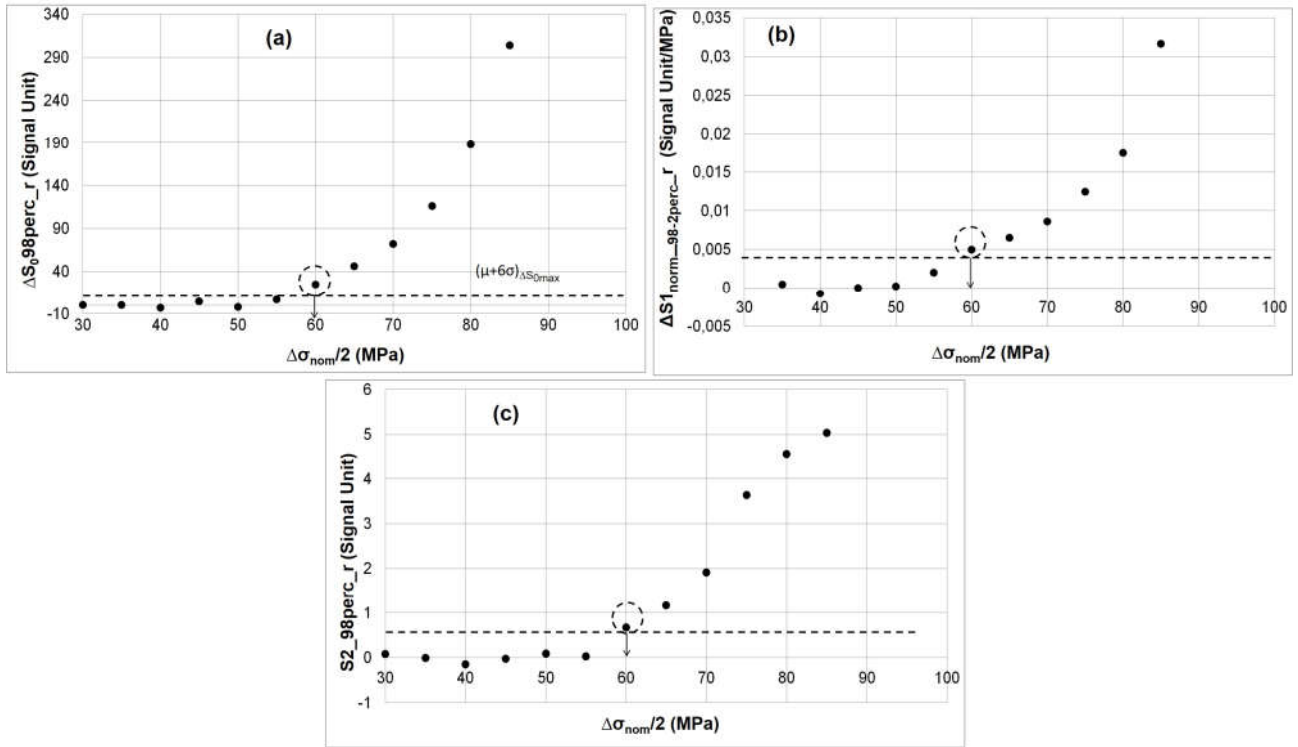 (a)
340
290
240
190
140
90
40
-10
ΔS₀98perc_r (Signal Unit)
(μ+6σ)ΔS₀max
30 40 50 60 70 80 90 100
Δσnom/2 (MPa)
(b)
0,035
0,03
0,025
0,02
0,015
0,01
0,005
0
-0,005
ΔS1norm_98-2perc_r (Signal Unit/MPa)
30 40 50 60 70 80 90 100
Δσnom/2 (MPa)
(c)
6
5
4
3
2
1
0
-1
S2_98perc_r (Signal Unit)
30 40 50 60 70 80 90 100
Δσnom/2 (MPa)